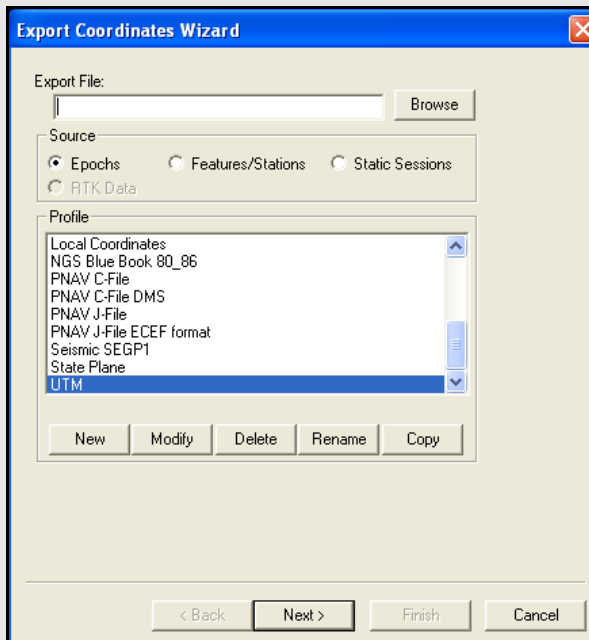 Export Coordinates Wizard
Export File:
Browse
Source
Epochs Features/Stations Static Sessions
RTK Data
Profile
Local Coordinates
NGS Blue Book 80_86
PNAV C-File
PNAV C-File DMS
PNAV J-File
PNAV J-File ECEF format
Seismic SEGP1
State Plane
UTM
New Modify Delete Rename Copy
< Back Next > Finish Cancel